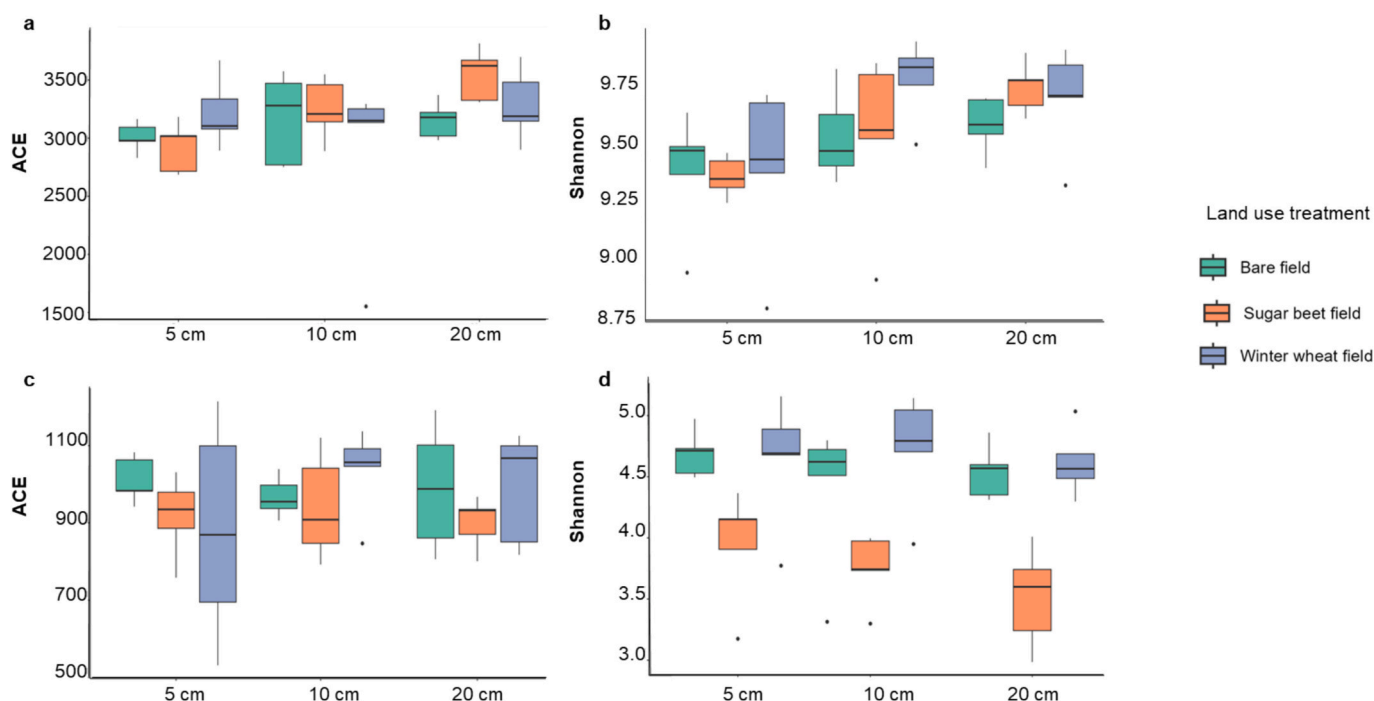 a
ACE
3500
3000
2500
2000
1500
5 cm
10 cm
20 cm
b
Shannon
9.75
9.50
9.25
9.00
8.75
5 cm
10 cm
20 cm
Land use treatment
Bare field
Sugar beet field
Winter wheat field
c
ACE
1100
900
700
500
5 cm
10 cm
20 cm
d
Shannon
5.0
4.5
4.0
3.5
3.0
5 cm
10 cm
20 cm